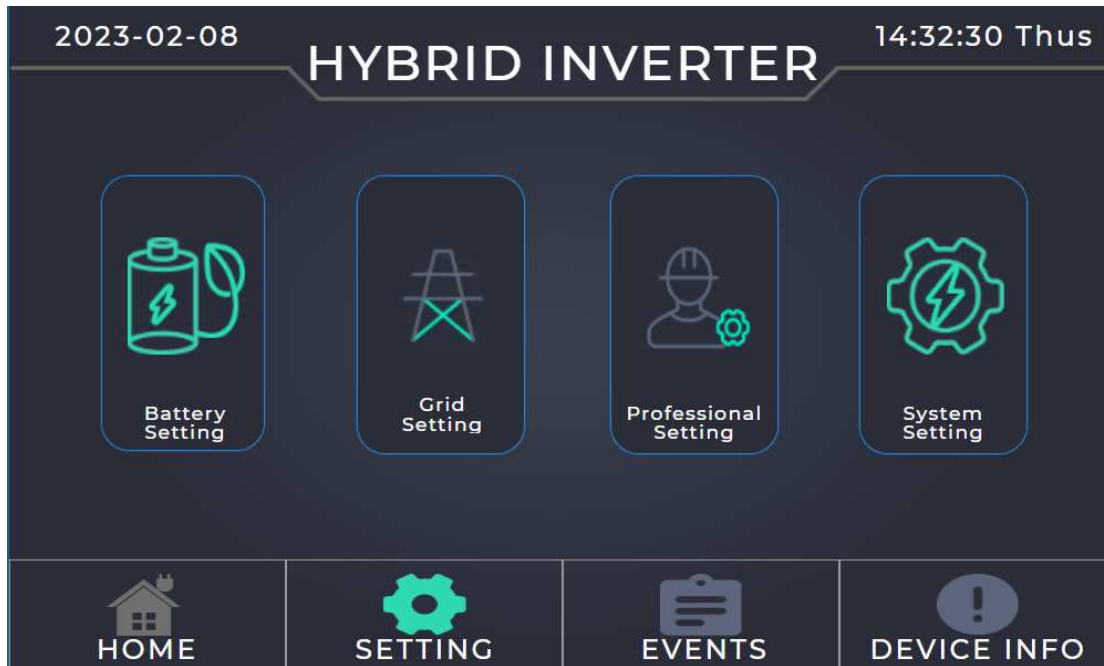 2023-02-08
HYBRID INVERTER
14:32:30 Thus
Battery
Setting
Grid
Setting
Professional
Setting
System
Setting
HOME
SETTING
EVENTS
DEVICE INFO